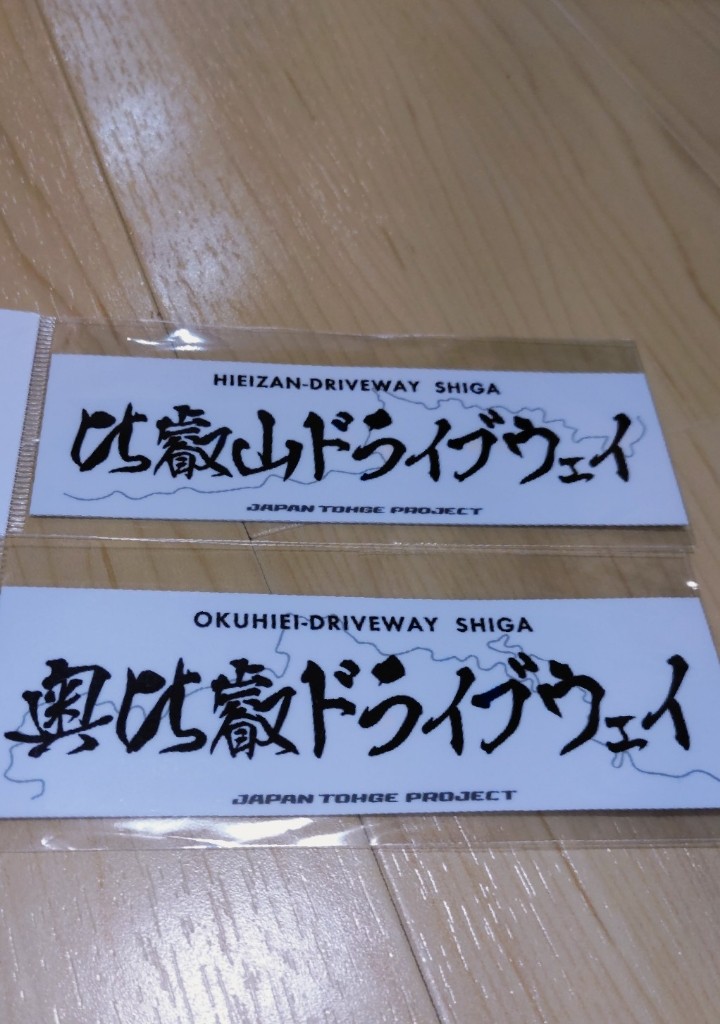 HIEIZAN-DRIVEWAY SHIGA
比叡山ドライブウェイ
JAPAN TOHGE PROJECT
OKUHIEI-DRIVEWAY SHIGA
奥比叡ドライブウェイ
JAPAN TOHGE PROJECT